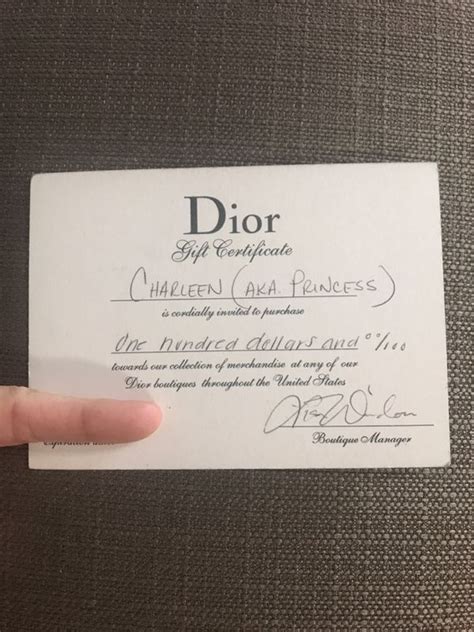 Dior
Gift Certificate
CHARLEEN (AKA PRINCESS)
is cordially invited to purchase
One hundred dollars and 00/100
towards our collection of merchandise at any of our
Dior boutiques throughout the United States
Boutique Manager